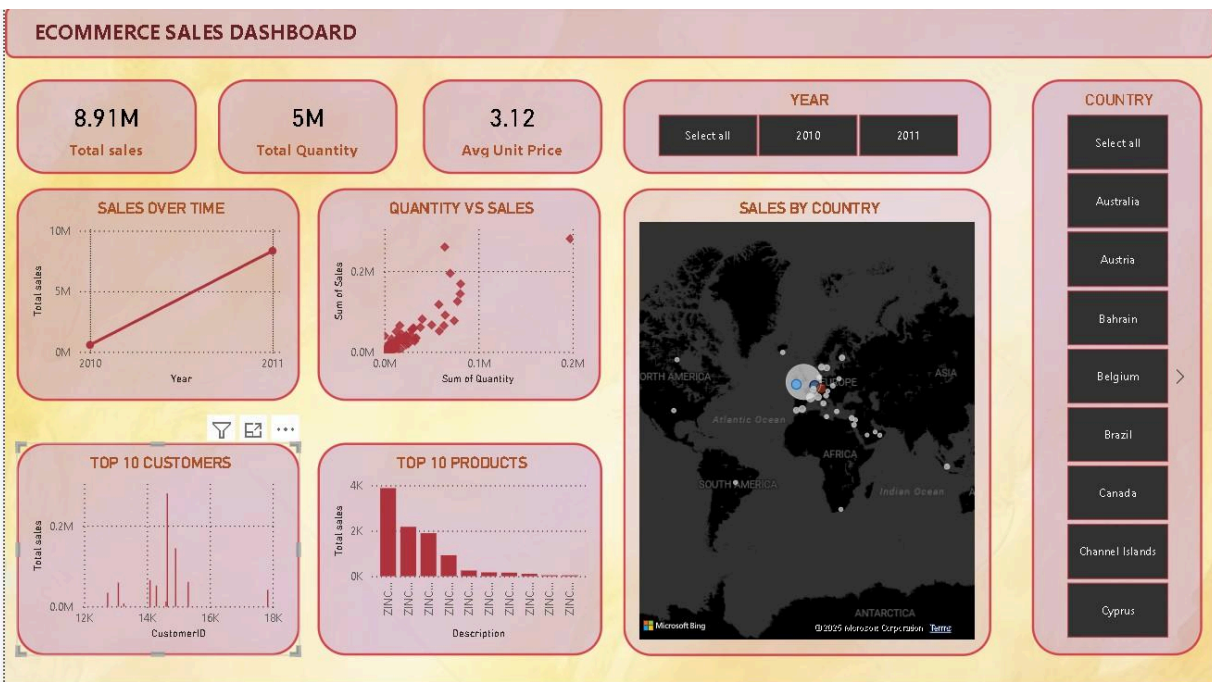 ECOMMERCE SALES DASHBOARD
8.91M
Total sales
5M
Total Quantity
3.12
Avg Unit Price
YEAR
Select all
2010
2011
COUNTRY
Select all
Australia
Austria
Bahrain
Belgium
Brazil
Canada
Channel Islands
Cyprus
SALES OVER TIME
Total sales
10M
5M
0M
2010
2011
Year
QUANTITY VS SALES
Sum of Sales
0.2M
0.0M
0.0M
0.1M
0.2M
Sum of Quantity
SALES BY COUNTRY
ORTH AMERICA
EUROPE
ASIA
Atlantic Ocean
AFRICA
SOUTH AMERICA
Indian Ocean
A
ANTARCTICA
Microsoft Bing
© 2025 Microsoft Corporation
Terms
TOP 10 CUSTOMERS
Total sales
0.2M
0.0M
12K
14K
16K
18K
CustomerID
TOP 10 PRODUCTS
Total sales
4K
2K
0K
ZINC...
ZINC...
ZINC...
ZINC...
ZINC...
ZINC...
ZINC...
ZINC...
ZINC...
ZINC...
Description